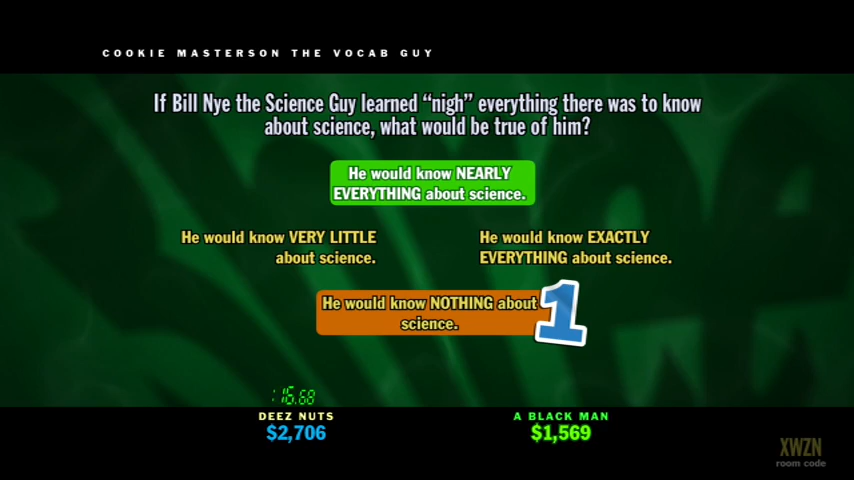 COOKIE MASTERSON THE VOCAB GUY
If Bill Nye the Science Guy learned “nigh” everything there was to know
about science, what would be true of him?
He would know NEARLY
EVERYTHING about science.
He would know VERY LITTLE
about science.
He would know EXACTLY
EVERYTHING about science.
He would know NOTHING about
science.
1
:16.68
DEEZ NUTS
$2,706
A BLACK MAN
$1,569
XWZN
room code